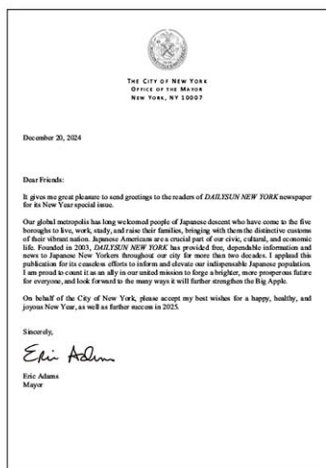 THE CITY OF NEW YORK
OFFICE OF THE MAYOR
NEW YORK, NY 10007
December 20, 2024
Dear Friends:
It gives me great pleasure to send greetings to the readers of DAILYSUN NEW YORK newspaper
for its New Year special issue.
Our global metropolis has long welcomed people of Japanese descent who have come to the five
boroughs to live, work, study, and raise their families, bringing with them the distinctive customs
of their vibrant nation. Japanese Americans are a crucial part of our civic, cultural, and economic
life. Founded in 2003, DAILYSUN NEW YORK has provided free, dependable information and
news to Japanese New Yorkers throughout our city for more than two decades. I applaud this
publication for its ceaseless efforts to inform and elevate our indispensable Japanese population.
I am proud to count it as an ally in our united mission to forge a brighter, more prosperous future
for everyone, and look forward to the many ways it will further strengthen the Big Apple.
On behalf of the City of New York, please accept my best wishes for a happy, healthy, and
joyous New Year, as well as further success in 2025.
Sincerely,
Eric Adams
Eric Adams
Mayor